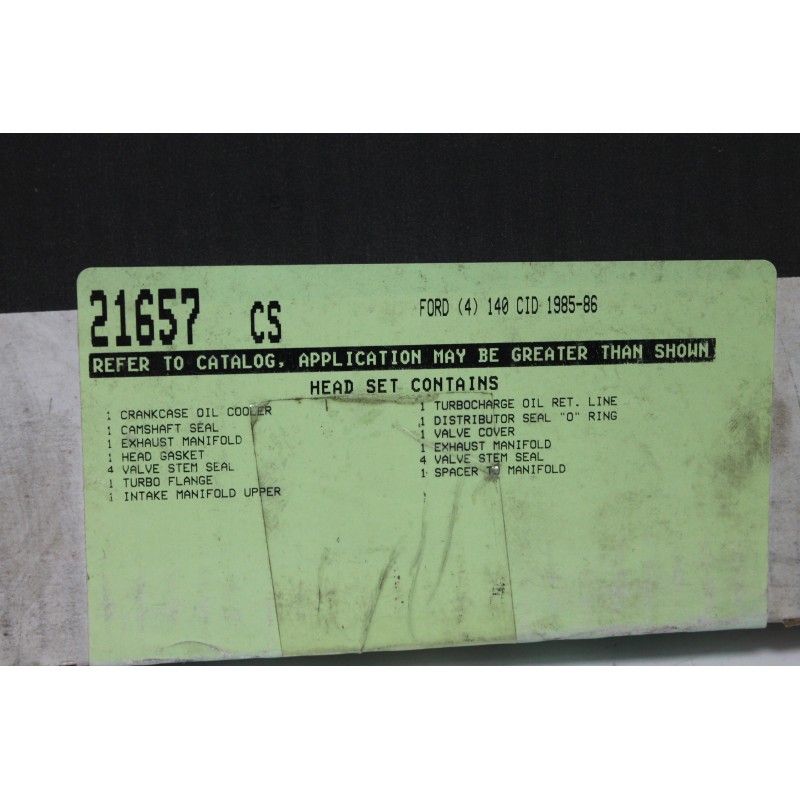 21657 CS
FORD (4) 140 CID 1985-86
REFER TO CATALOG, APPLICATION MAY BE GREATER THAN SHOWN
HEAD SET CONTAINS
1 CRANKCASE OIL COOLER
1 CAMSHAFT SEAL
1 EXHAUST MANIFOLD
1 HEAD GASKET
4 VALVE STEM SEAL
1 TURBO FLANGE
1 INTAKE MANIFOLD UPPER
1 TURBOCHARGE OIL RET. LINE
1 DISTRIBUTOR SEAL "O" RING
1 VALVE COVER
1 EXHAUST MANIFOLD
4 VALVE STEM SEAL
1 SPACER TO MANIFOLD
1